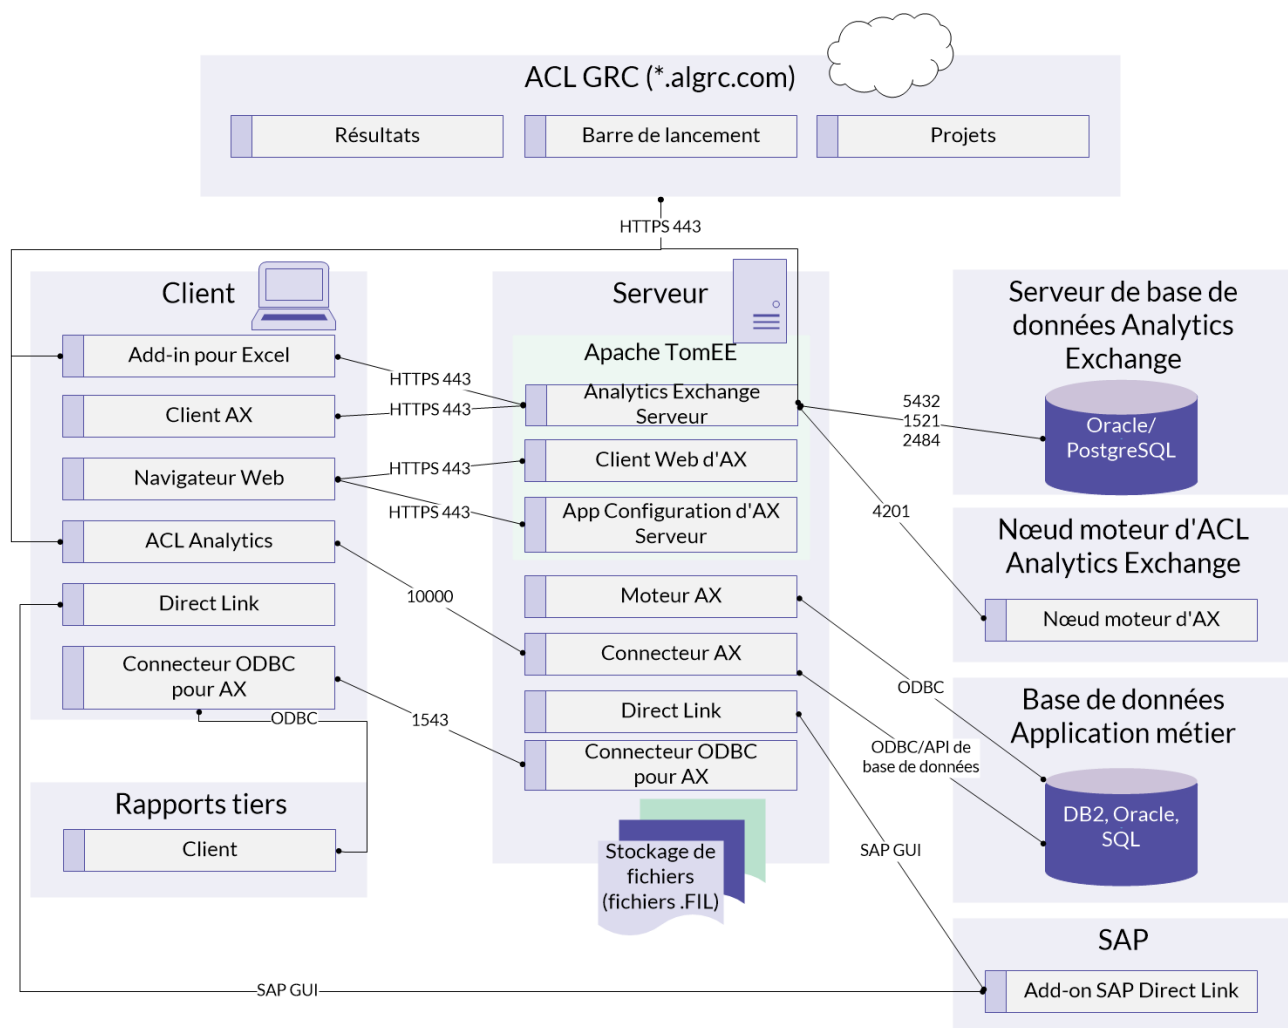 ACL GRC (*.algrc.com)
Résultats
Barre de lancement
Projets
HTTPS 443
Client
Add-in pour Excel
Client AX
Navigateur Web
ACL Analytics
Direct Link
Connecteur ODBC
pour AX
HTTPS 443
HTTPS 443
HTTPS 443
HTTPS 443
10000
1543
ODBC
Rapports tiers
Client
Serveur
Apache TomEE
Analytics Exchange
Serveur
Client Web d'AX
App Configuration d'AX
Serveur
Moteur AX
Connecteur AX
Direct Link
Connecteur ODBC
pour AX
Stockage de
fichiers
(fichiers .FIL)
5432
1521
2484
4201
ODBC
ODBC/API de
base de données
SAP GUI
SAP GUI
Serveur de base de
données Analytics
Exchange
Oracle/
PostgreSQL
Nœud moteur d'ACL
Analytics Exchange
Nœud moteur d'AX
Base de données
Application métier
DB2, Oracle,
SQL
SAP
Add-on SAP Direct Link